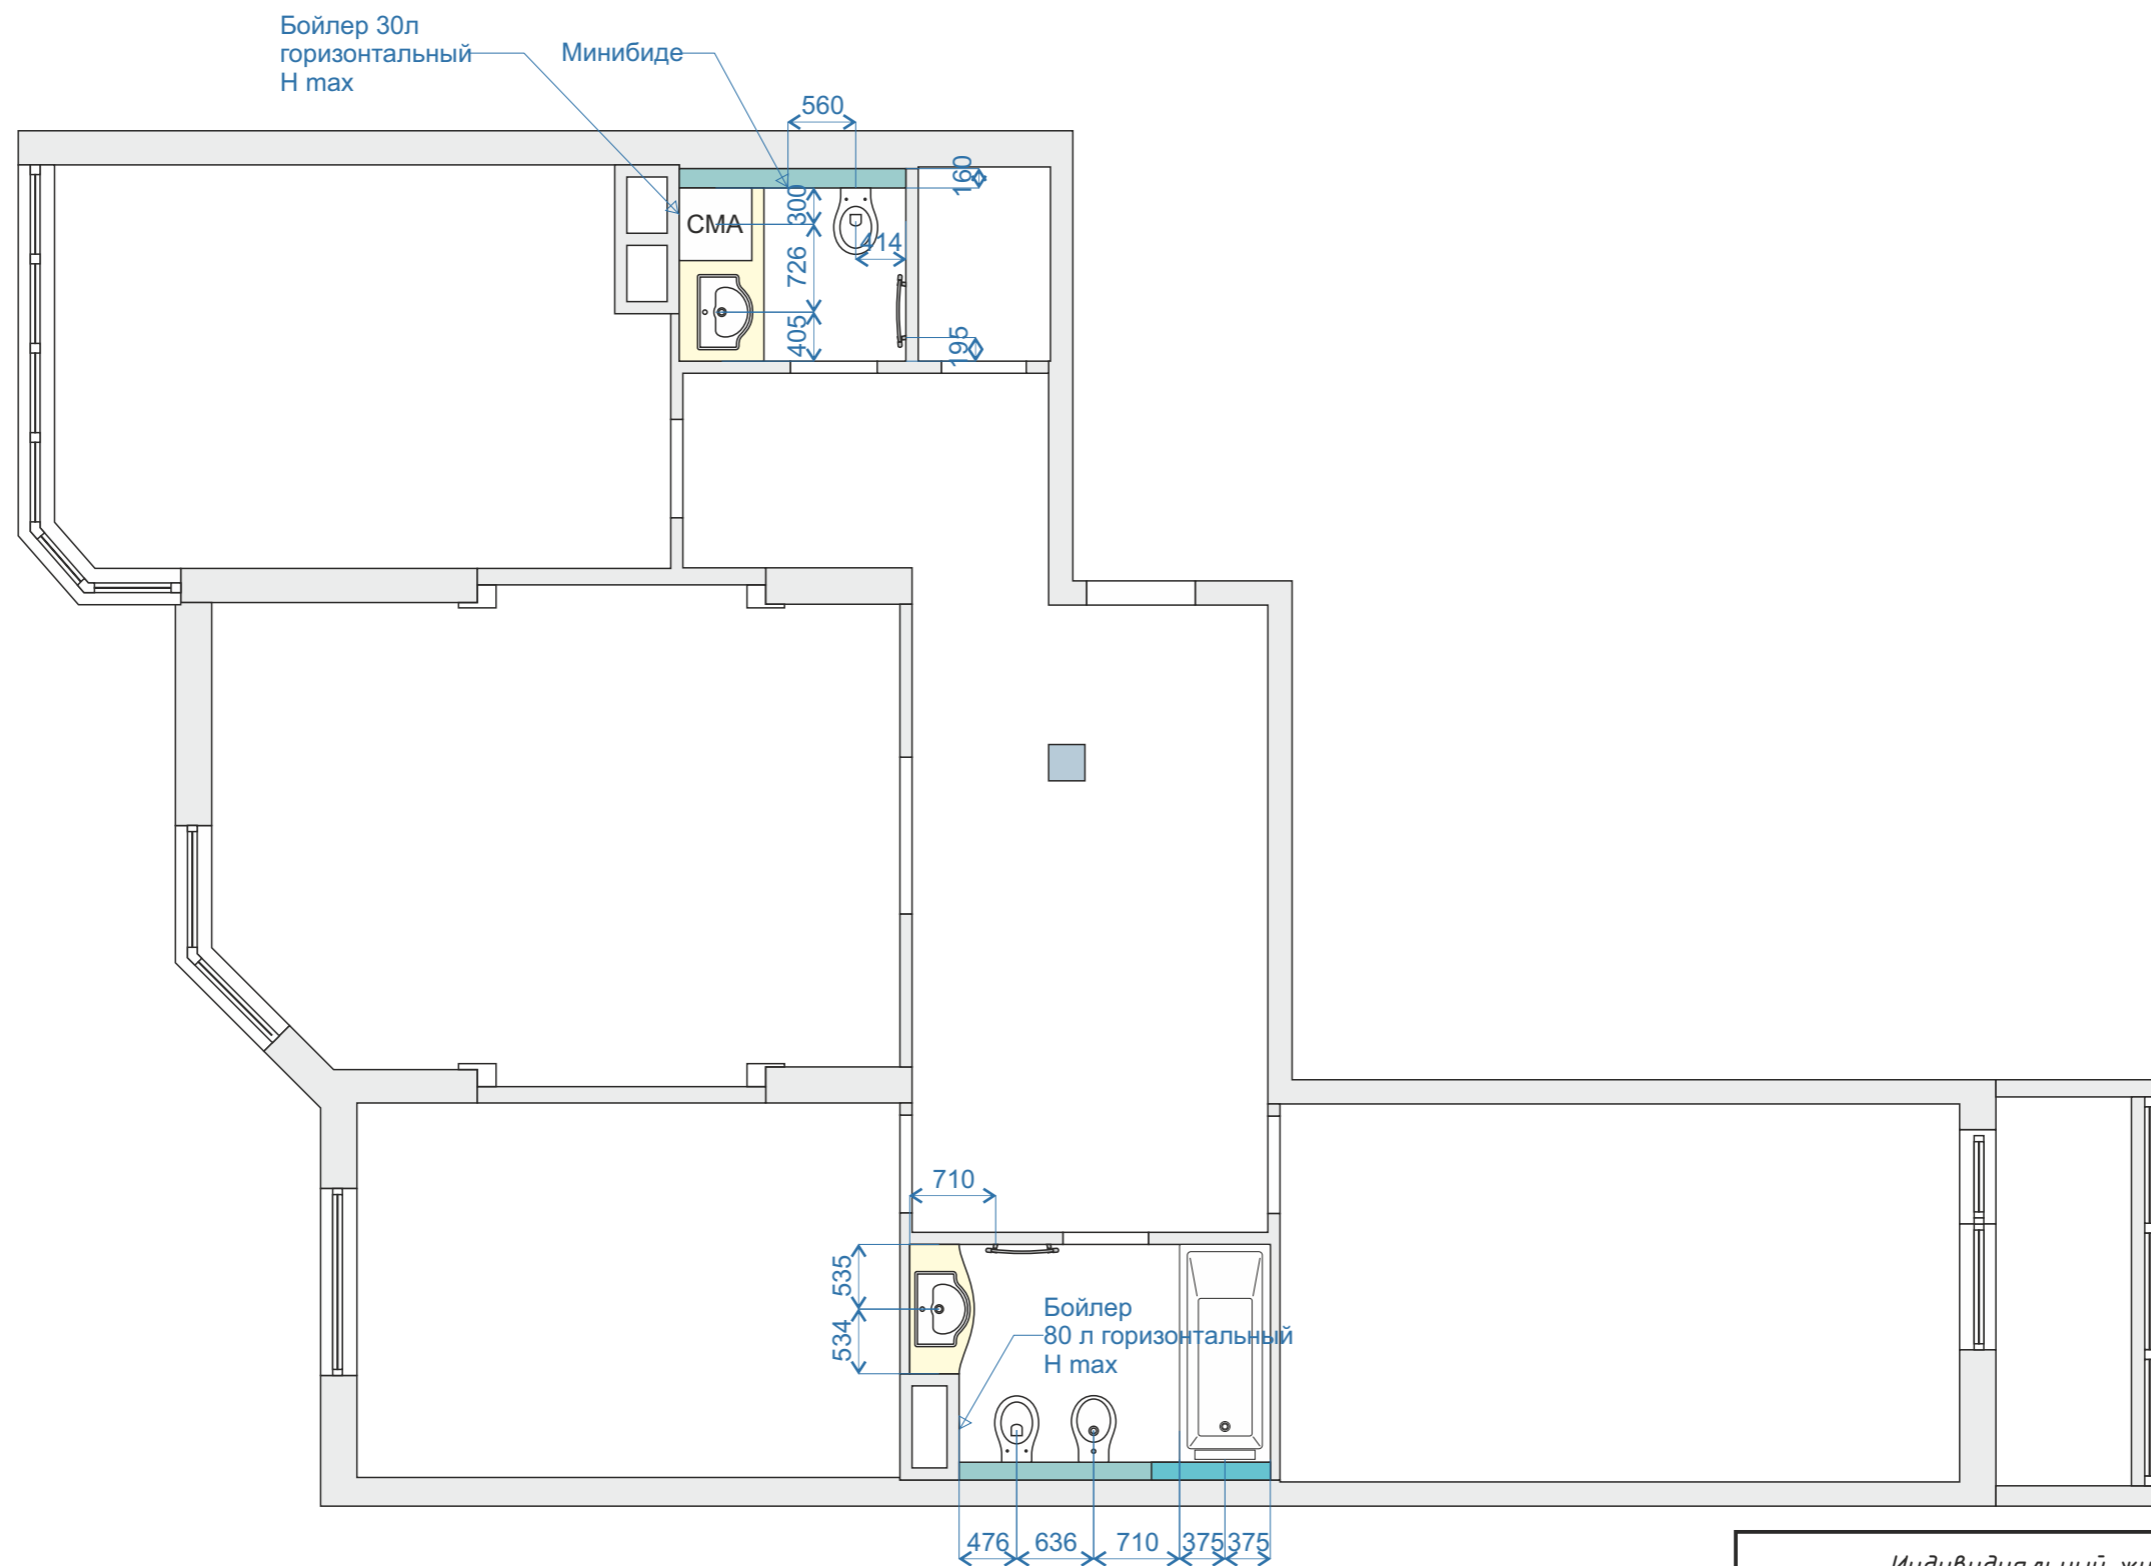 Бойлер 30л
горизонтальный
H max
Минибиде
560
160
300
СМА
414
726
405
195
710
535
534
Бойлер
80 л горизонтальный
H max
476
636
710
375
375